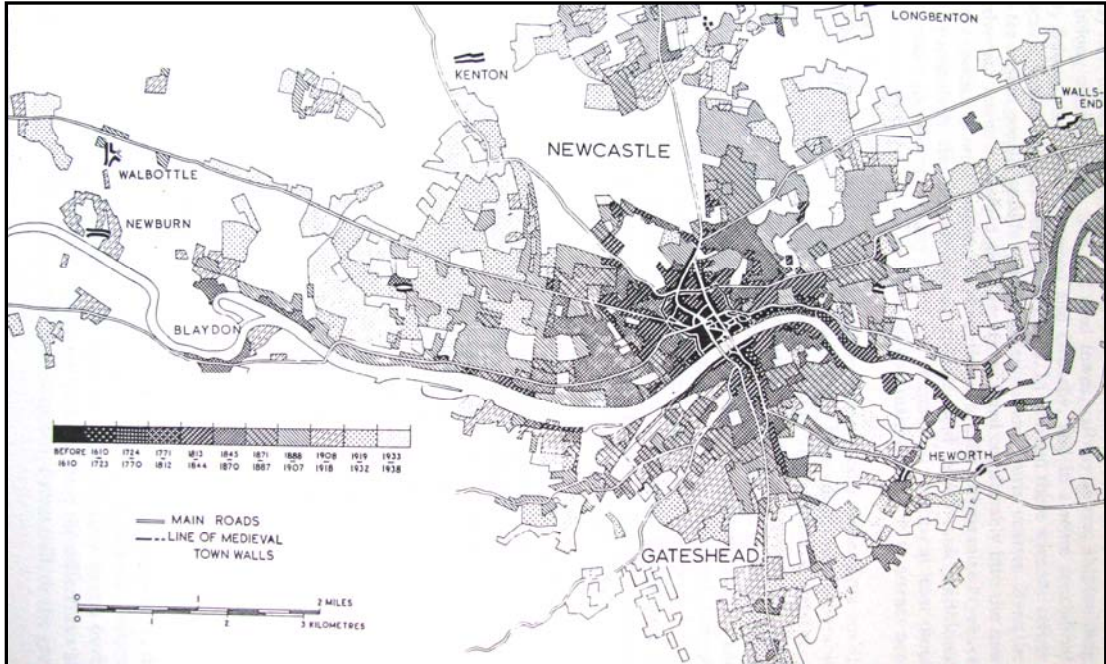 LONGBENTON
KENTON
WALLS-
END
NEWCASTLE
WALBOTTLE
NEWBURN
BLAYDON
HEWORTH
GATESHEAD
BEFORE 1610 1724 1771 1813 1845 1871 1888 1908 1919 1933
1610 1723 1770 1812 1844 1870 1887 1907 1918 1932 1938
MAIN ROADS
LINE OF MEDIEVAL
TOWN WALLS
0 1 2 MILES
0 1 2 3 KILOMETRES